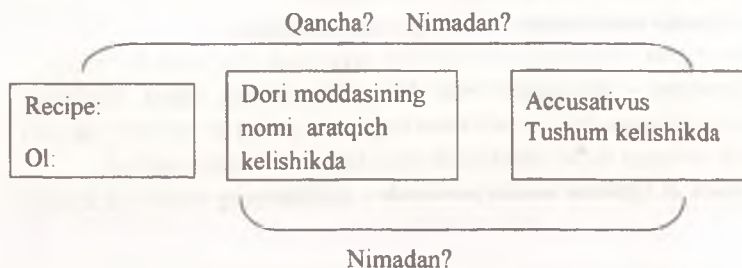 Qancha? Nimadan?
Recipe:
Ol:
Dori moddasining
nomi aratqich
kelishikda
Accusativus
Tushum kelishikda
Nimadan?